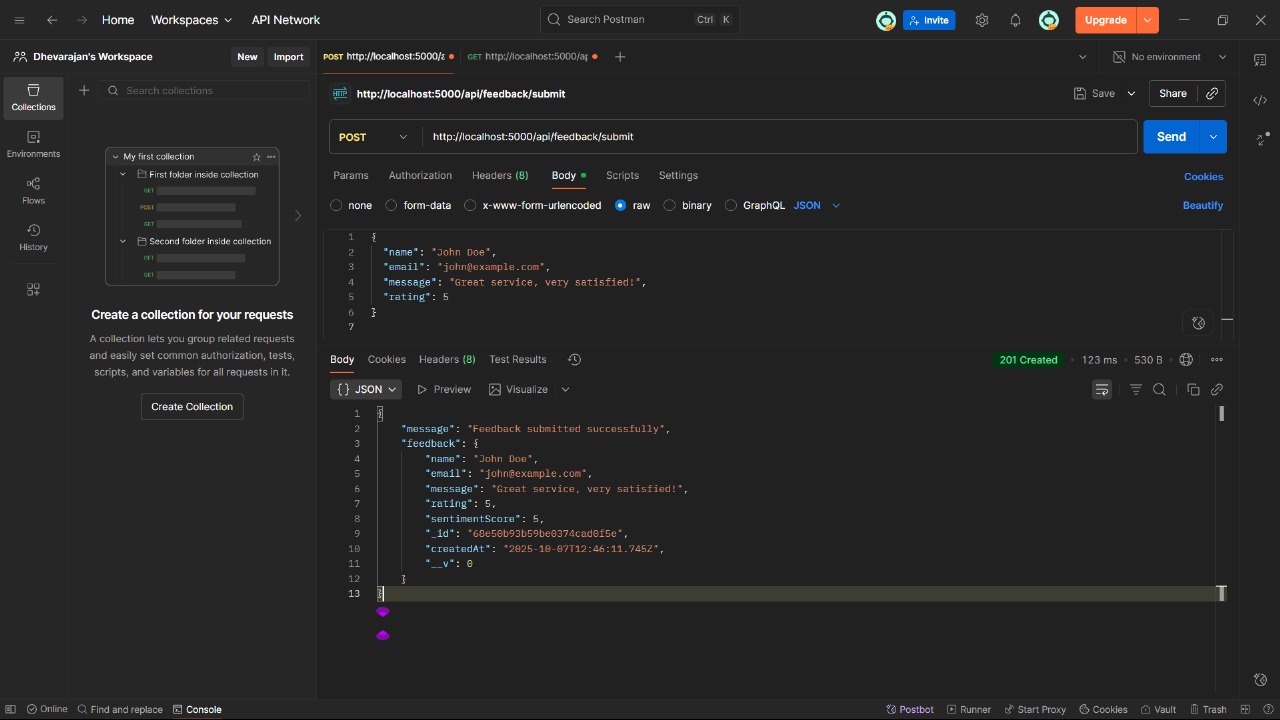 Home Workspaces API Network Search Postman Ctrl K Invite Upgrade
Dhevarajan's Workspace New Import POST http://localhost:5000/a GET http://localhost:5000/ap No environment
Collections
Search collections
http://localhost:5000/api/feedback/submit Save Share
Environments
POST http://localhost:5000/api/feedback/submit Send
My first collection
First folder inside collection
GET
POST
GET
Second folder inside collection
GET
GET
Flows
History
Params Authorization Headers (8) Body Scripts Settings Cookies
none form-data x-www-form-urlencoded raw binary GraphQL JSON Beautify
1 {
2 "name": "John Doe",
3 "email": "john@example.com",
4 "message": "Great service, very satisfied!",
5 "rating": 5
6 }
7
Create a collection for your requests
A collection lets you group related requests
and easily set common authorization, tests,
scripts, and variables for all requests in it.
Create Collection
Body Cookies Headers (8) Test Results 201 Created 123 ms 530 B
{} JSON Preview Visualize
1 {
2 "message": "Feedback submitted successfully",
3 "feedback": {
4 "name": "John Doe",
5 "email": "john@example.com",
6 "message": "Great service, very satisfied!",
7 "rating": 5,
8 "sentimentScore": 5,
9 "_id": "68e50b93b59be0374cad0f5e",
10 "createdAt": "2025-10-07T12:46:11.745Z",
11 "__v": 0
12 }
13 }
Online Find and replace Console Postbot Runner Start Proxy Cookies Vault Trash